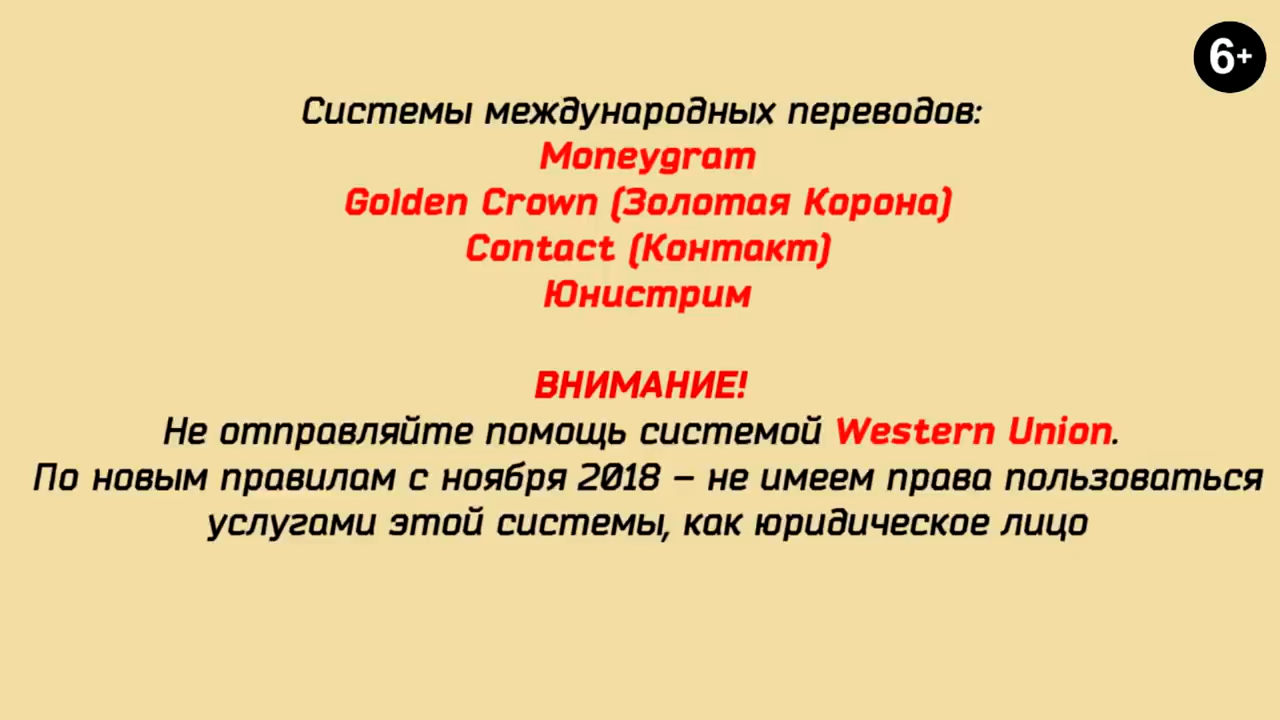 6+
Системы международных переводов:
Moneygram
Golden Crown (Золотая Корона)
Contact (Контакт)
Юнистрим
ВНИМАНИЕ!
Не отправляйте помощь системой Western Union.
По новым правилам с ноября 2018 – не имеем права пользоваться
услугами этой системы, как юридическое лицо